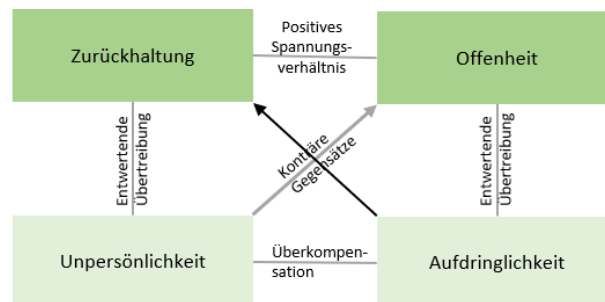 Zurückhaltung
Positives
Spannungs-
verhältnis
Offenheit
Entwertende
Übertreibung
Konträre
Gegensätze
Entwertende
Übertreibung
Unpersönlichkeit
Überkompen-
sation
Aufdringlichkeit